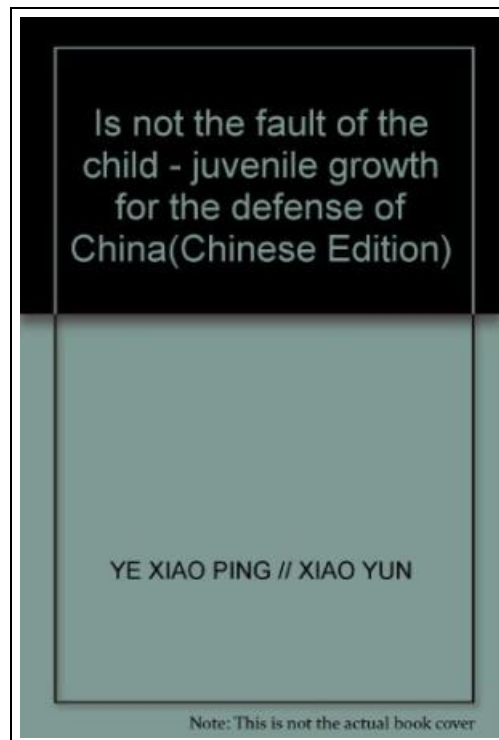 Is not the fault of the
child - juvenile growth
for the defense of
China(Chinese Edition)
YE XIAO PING // XIAO YUN
Note: This is not the actual book cover